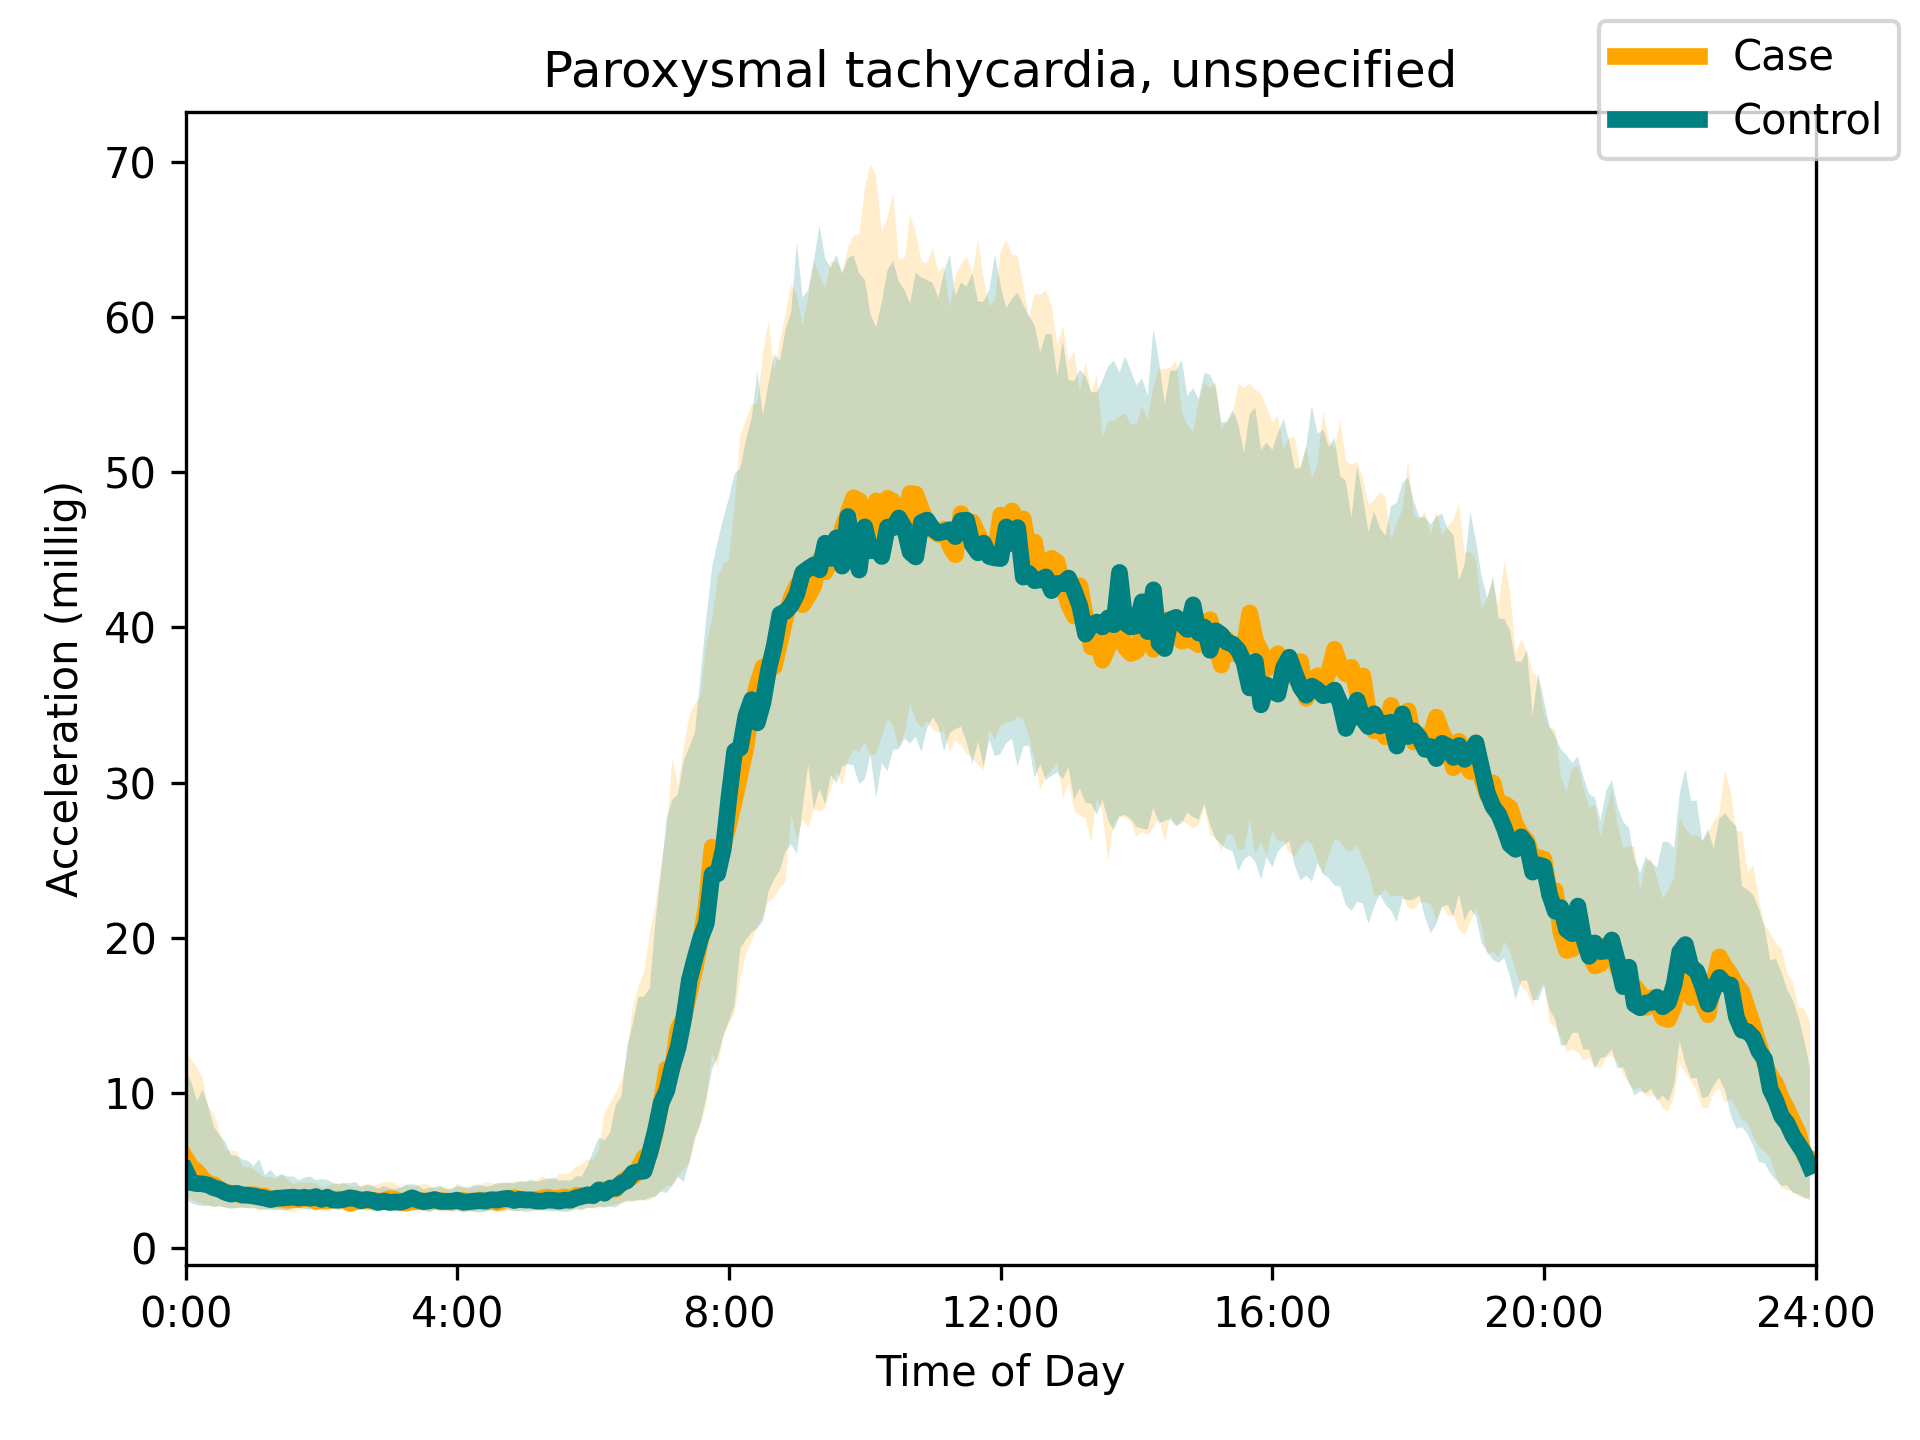 Paroxysmal tachycardia, unspecified
Case
Control
Acceleration (millig)
70
60
50
40
30
20
10
0
0:00 4:00 8:00 12:00 16:00 20:00 24:00
Time of Day